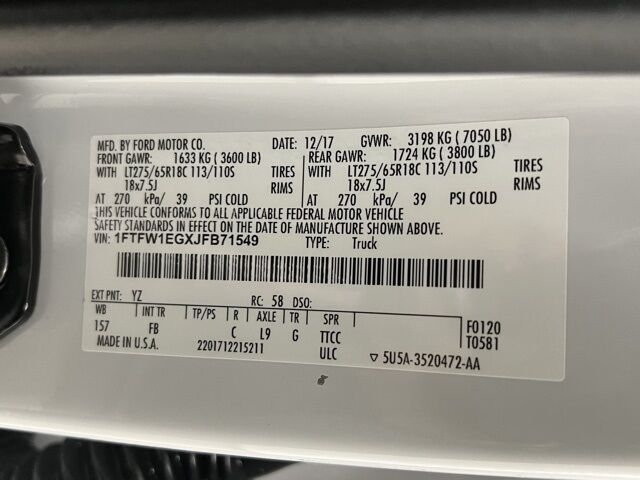 MFD. BY FORD MOTOR CO. DATE: 12/17 GVWR: 3198 KG ( 7050 LB)
FRONT GAWR: 1633 KG ( 3600 LB) REAR GAWR: 1724 KG ( 3800 LB)
WITH LT275/65R18C 113/110S TIRES WITH LT275/65R18C 113/110S TIRES
18x7.5J RIMS 18x7.5J RIMS
AT 270 kPa/ 39 PSI COLD AT 270 kPa/ 39 PSI COLD
THIS VEHICLE CONFORMS TO ALL APPLICABLE FEDERAL MOTOR VEHICLE
SAFETY STANDARDS IN EFFECT ON THE DATE OF MANUFACTURE SHOWN ABOVE.
VIN: 1FTFW1EGXJFB71549 TYPE: Truck
EXT PNT: YZ RC: 58 DSO:
WB INT TR TP/PS R AXLE TR SPR
157 FB C L9 G TTCC F0120
MADE IN U.S.A. 2201712215211 ULC T0581
▽ 5U5A-3520472-AA